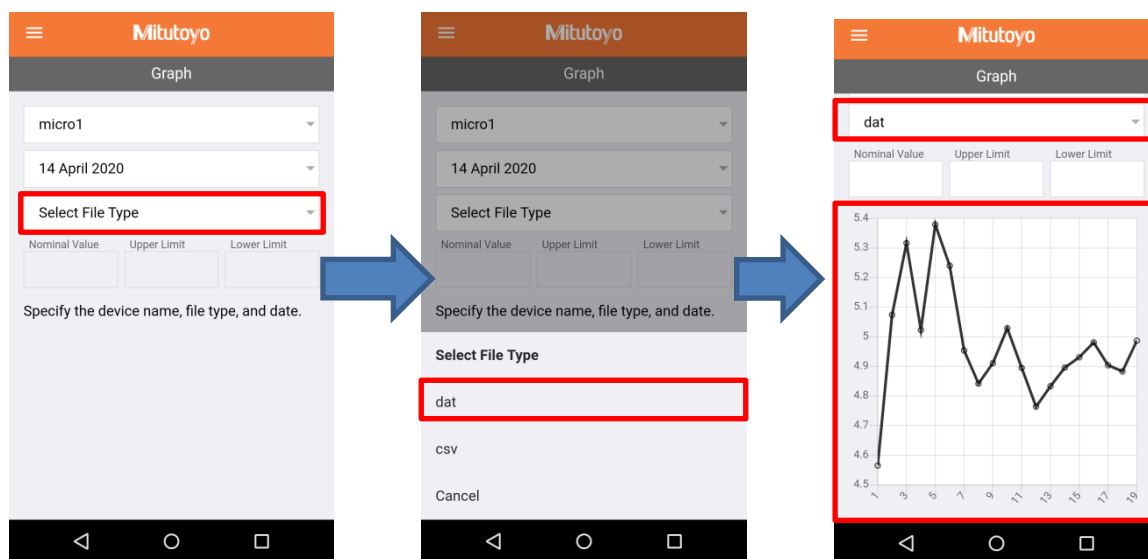 Mitutoyo
Graph
micro1
14 April 2020
Select File Type
Nominal Value Upper Limit Lower Limit
Specify the device name, file type, and date.
Mitutoyo
Graph
micro1
14 April 2020
Select File Type
Nominal Value Upper Limit Lower Limit
Specify the device name, file type, and date.
Select File Type
dat
csv
Cancel
Mitutoyo
Graph
dat
Nominal Value Upper Limit Lower Limit
5.4
5.3
5.2
5.1
5
4.9
4.8
4.7
4.6
4.5
1 3 5 7 9 11 13 15 17 19